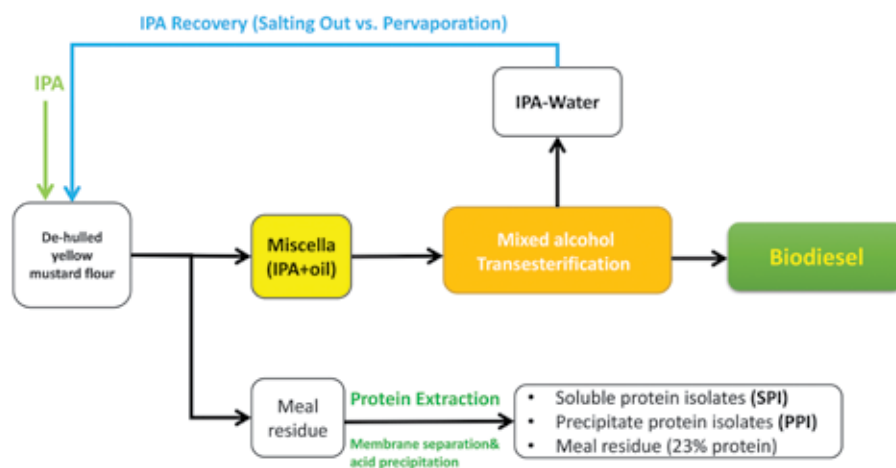 IPA Recovery (Salting Out vs. Pervaporation)
IPA
IPA-Water
De-hulled
yellow
mustard flour
Miscella
(IPA+oil)
Mixed alcohol
Transesterification
Biodiesel
Meal
residue
Protein Extraction
Membrane separation&
acid precipitation
• Soluble protein isolates (SPI)
• Precipitate protein isolates (PPI)
• Meal residue (23% protein)